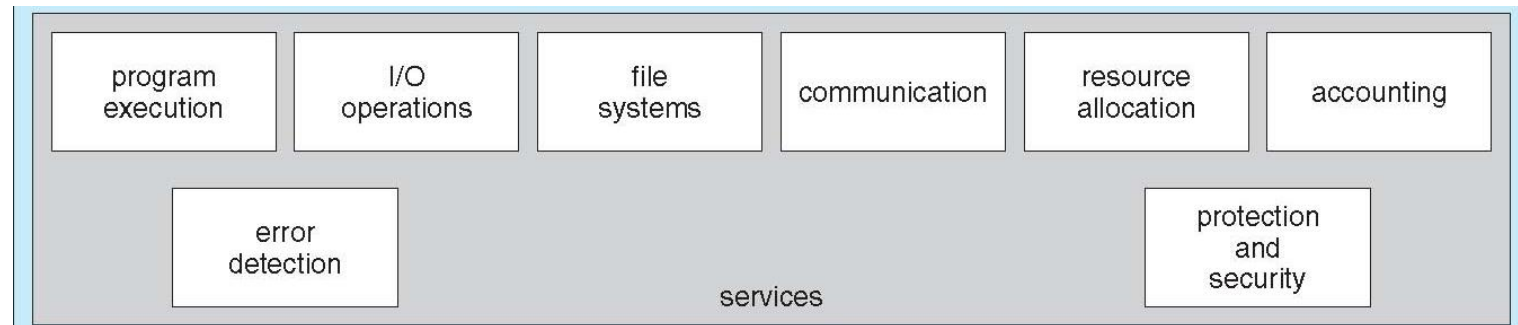 program
execution
I/O
operations
file
systems
communication
resource
allocation
accounting
error
detection
protection
and
security
services